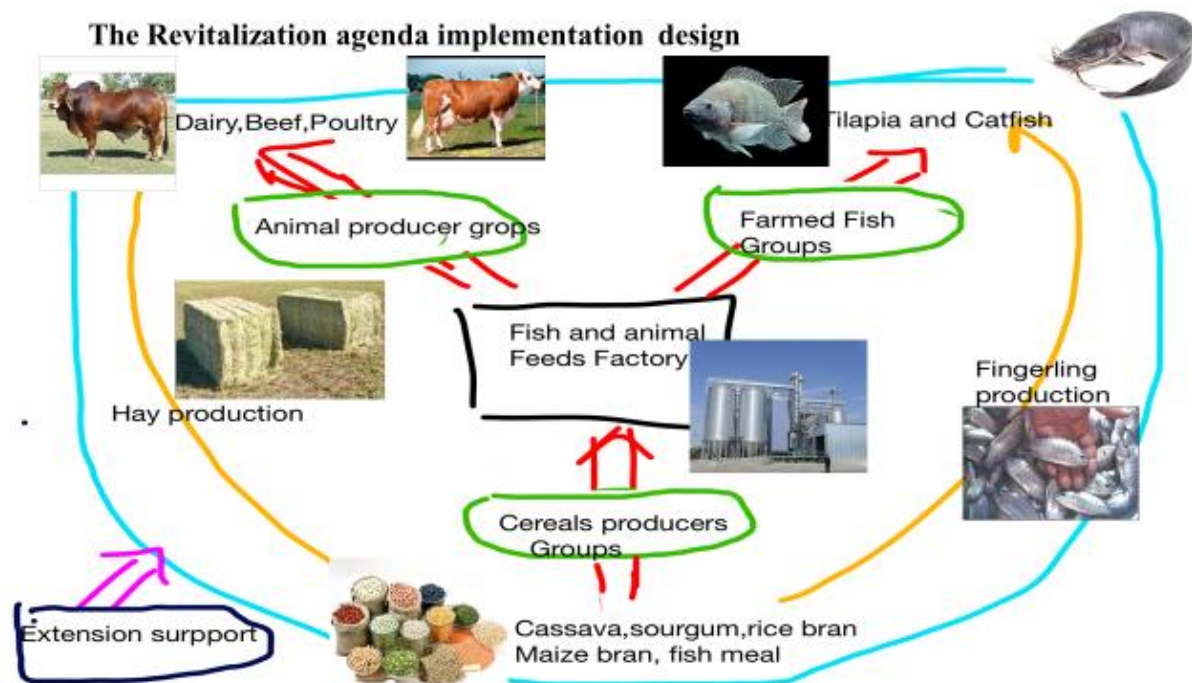 The Revitalization agenda implementation design
Dairy,Beef,Poultry
Tilapia and Catfish
Animal producer grops
Farmed Fish
Groups
Fish and animal
Feeds Factory
Hay production
Fingerling
production
Cereals producers
Groups
Extension surpport
Cassava,sourgum,rice bran
Maize bran, fish meal